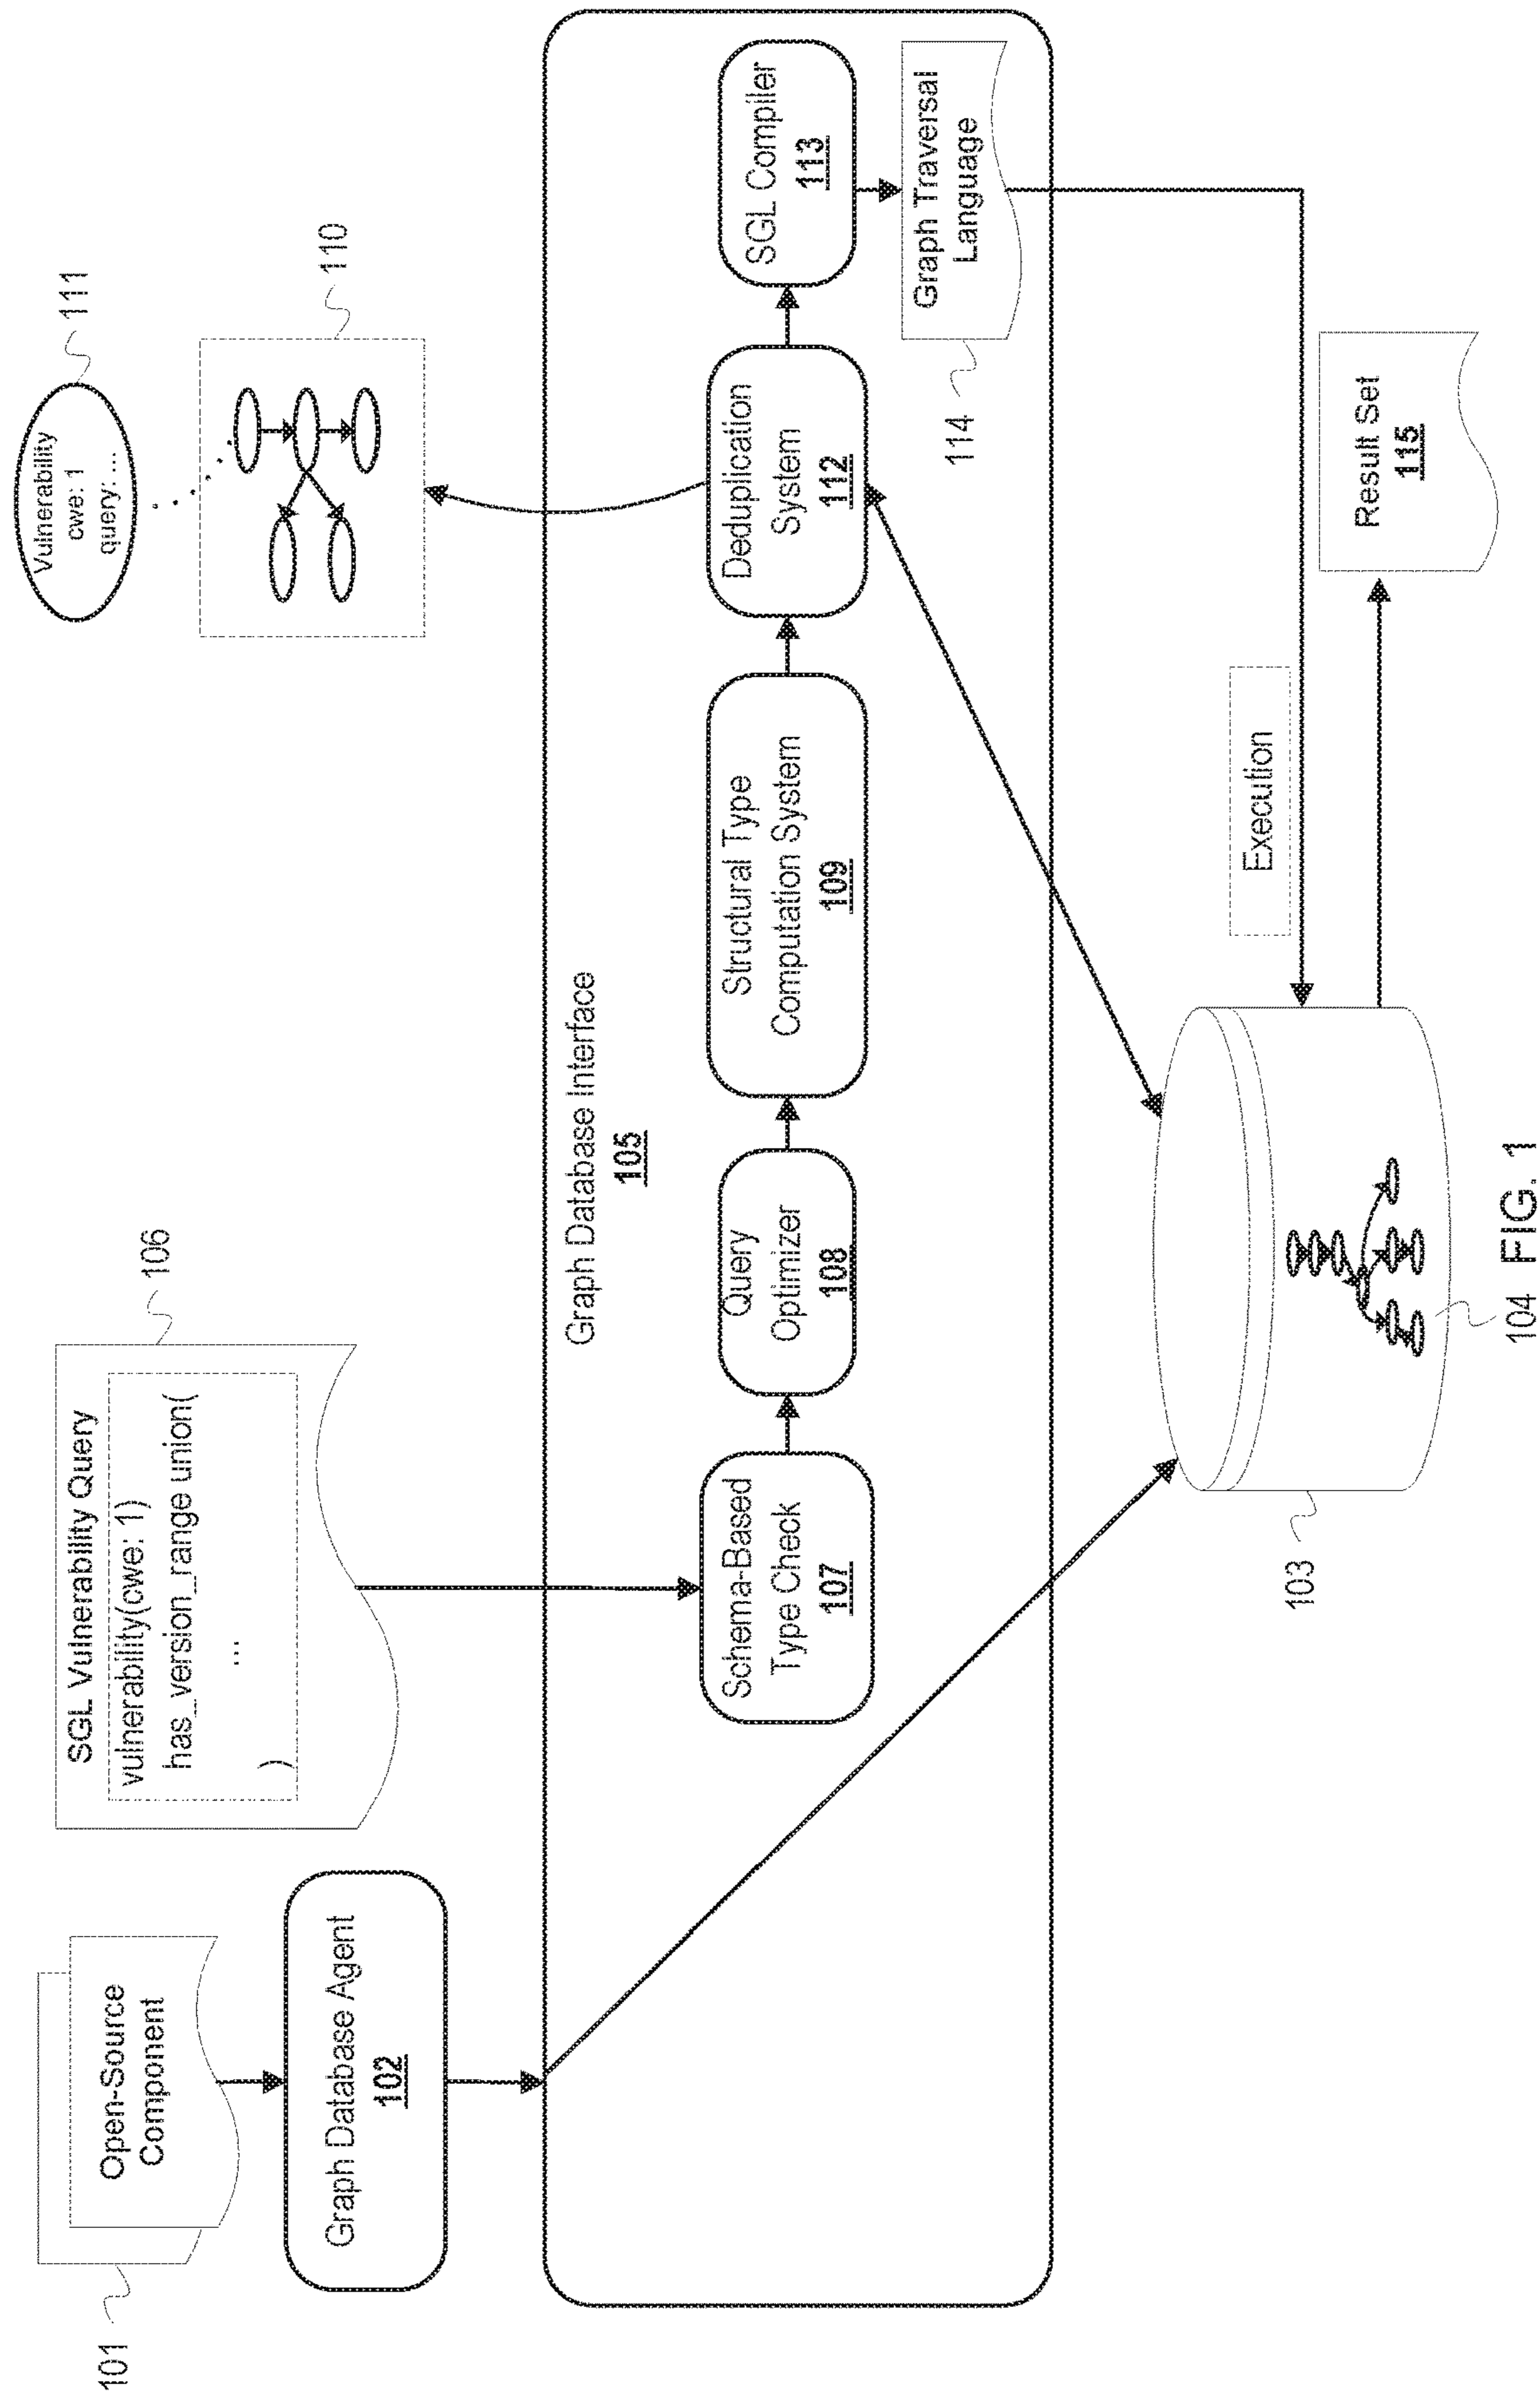 101
Open-Source
Component
Graph Database Agent
102
SGL Vulnerability Query
vulnerability(cwe: 1)
has_version_range union(
...
)
106
Vulnerability
cwe: 1
query: ...
111
110
Graph Database Interface
105
Schema-Based
Type Check
107
Query
Optimizer
108
Structural Type
Computation System
109
Deduplication
System
112
SGL Compiler
113
Graph Traversal
Language
114
Execution
Result Set
115
103
104
FIG. 1